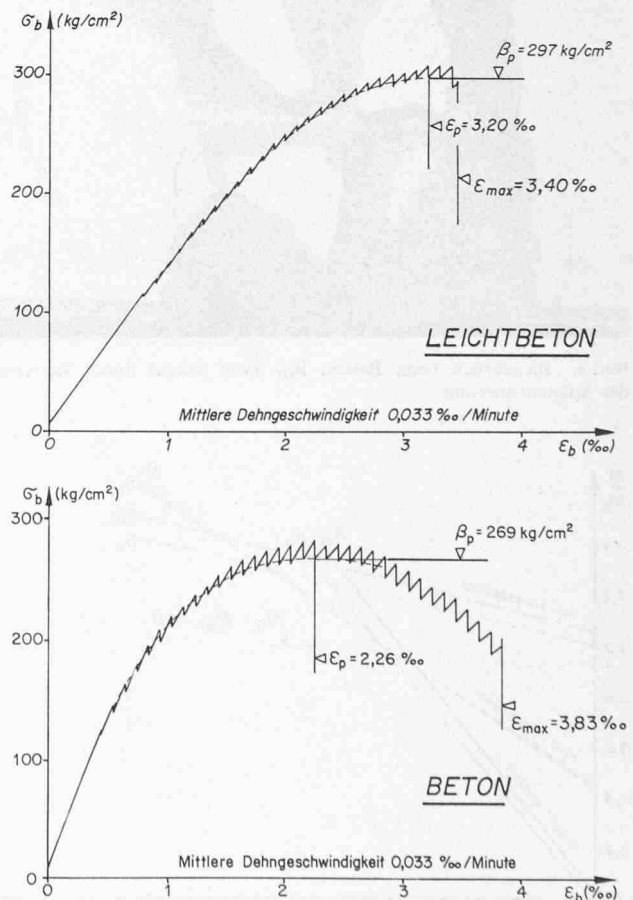 σb (kg/cm²)
300
200
100
0
βp = 297 kg/cm²
εp = 3,20 ‰
εmax = 3,40 ‰
LEICHTBETON
Mittlere Dehngeschwindigkeit 0,033 ‰/Minute
0 1 2 3 4 εb (‰)
σb (kg/cm²)
300
200
100
0
βp = 269 kg/cm²
εp = 2,26 ‰
εmax = 3,83 ‰
BETON
Mittlere Dehngeschwindigkeit 0,033 ‰/Minute
0 1 2 3 4 εb (‰)